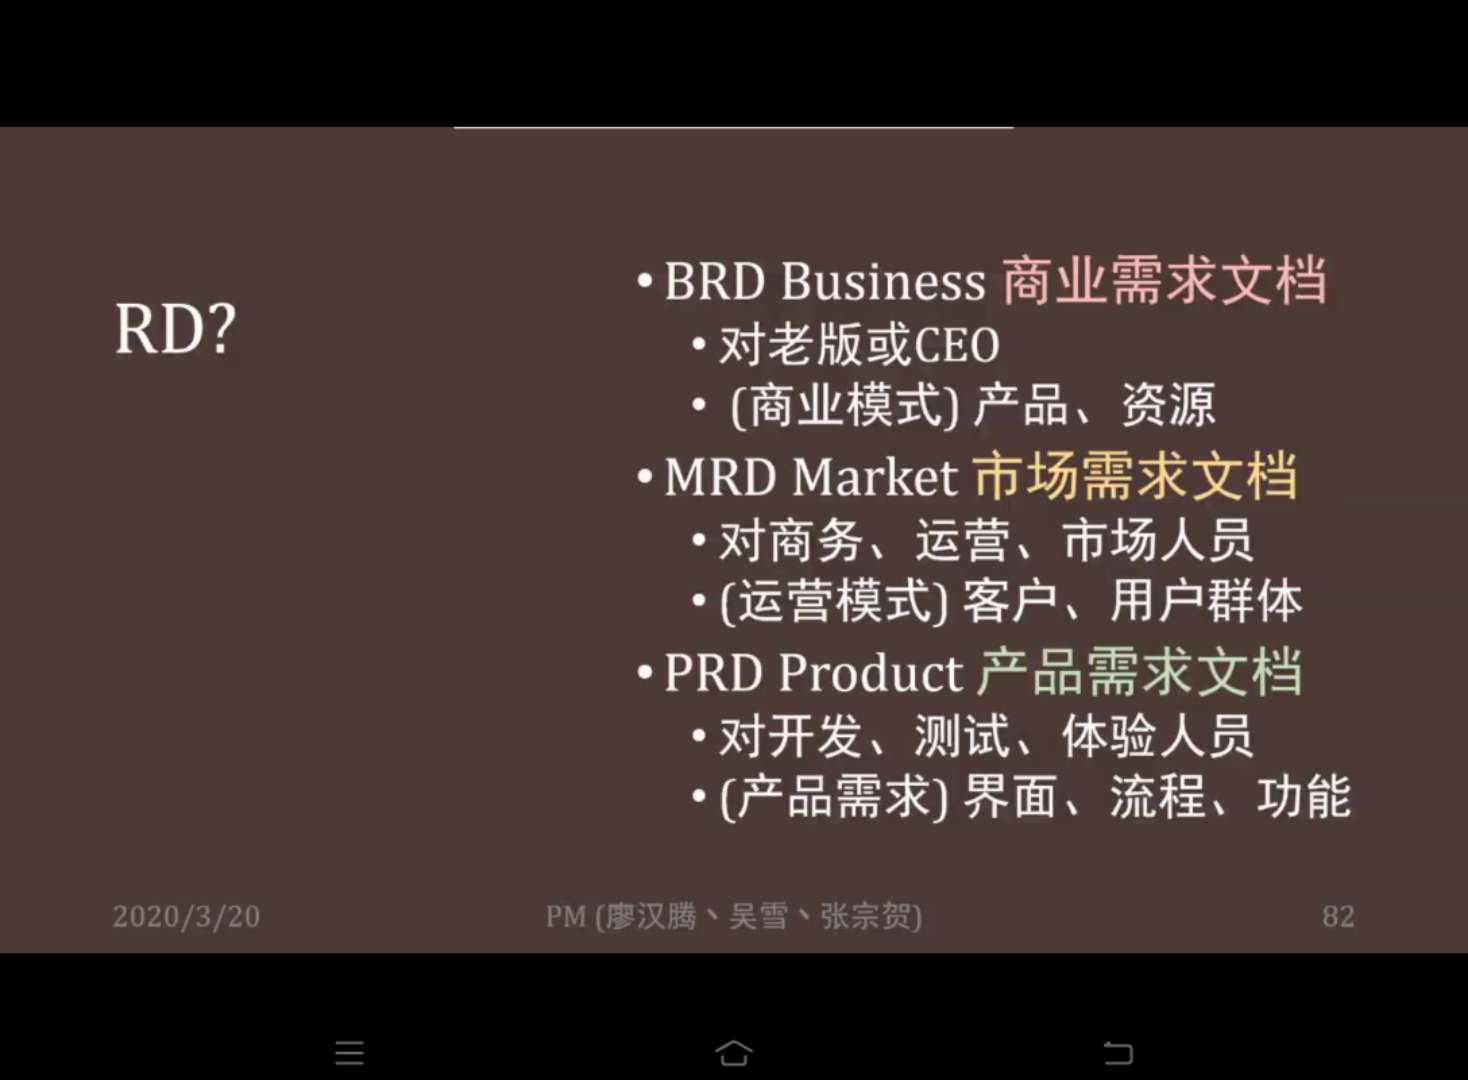 RD?
• BRD Business 商业需求文档
• 对老版或CEO
• (商业模式) 产品、资源
• MRD Market 市场需求文档
• 对商务、运营、市场人员
• (运营模式) 客户、用户群体
• PRD Product 产品需求文档
• 对开发、测试、体验人员
• (产品需求) 界面、流程、功能
2020/3/20
PM (廖汉腾、吴雪、张宗贺)
82